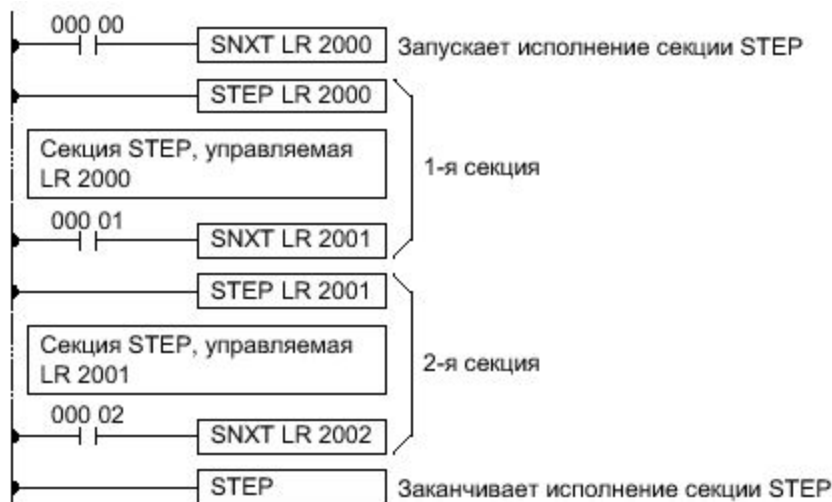 000 00
SNXT LR 2000 Запускает исполнение секции STEP
STEP LR 2000
Секция STEP, управляемая
LR 2000
1-я секция
000 01
SNXT LR 2001
STEP LR 2001
Секция STEP, управляемая
LR 2001
2-я секция
000 02
SNXT LR 2002
STEP Заканчивает исполнение секции STEP